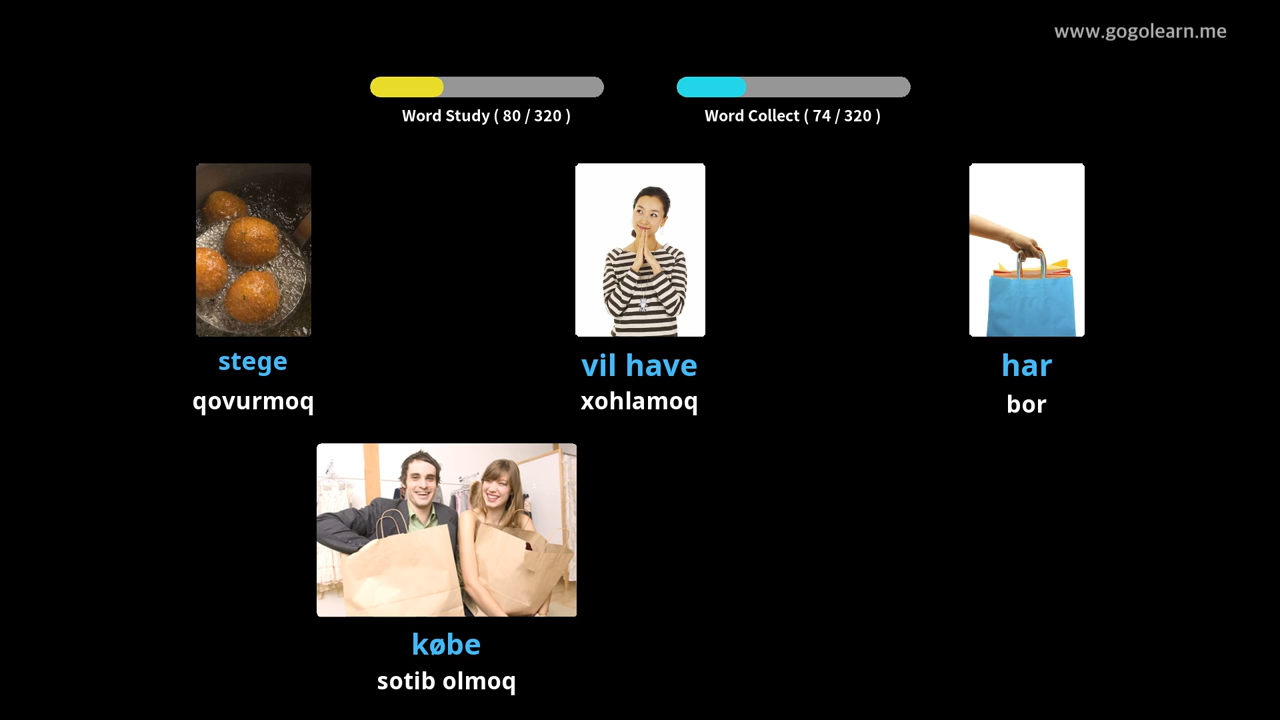 www.gogolearn.me
Word Study ( 80 / 320 )
Word Collect ( 74 / 320 )
stege
vil have
har
qovurmoq
xohlamoq
bor
købe
sotib olmoq